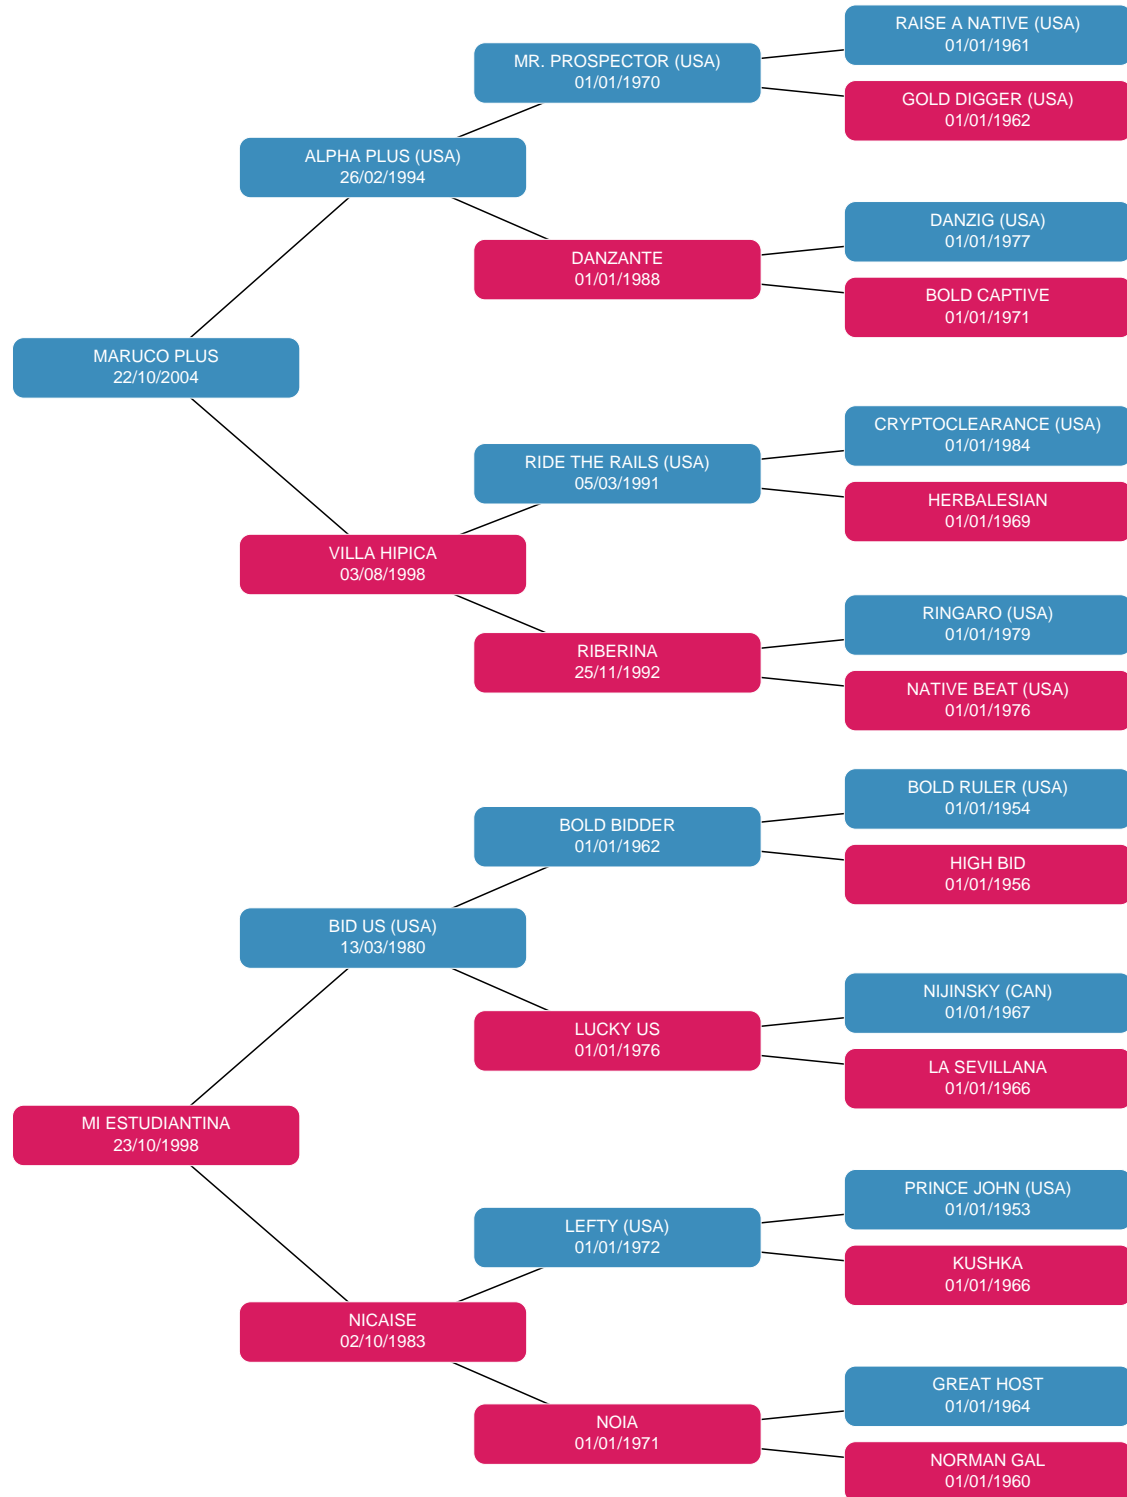 RAISE A NATIVE (USA)
01/01/1961
MR. PROSPECTOR (USA)
01/01/1970
GOLD DIGGER (USA)
01/01/1962
ALPHA PLUS (USA)
26/02/1994
DANZIG (USA)
01/01/1977
DANZANTE
01/01/1988
BOLD CAPTIVE
01/01/1971
MARUCO PLUS
22/10/2004
CRYPTOCLEARANCE (USA)
01/01/1984
RIDE THE RAILS (USA)
05/03/1991
HERBALESIAN
01/01/1969
VILLA HIPICA
03/08/1998
RINGARO (USA)
01/01/1979
RIBERINA
25/11/1992
NATIVE BEAT (USA)
01/01/1976
BOLD RULER (USA)
01/01/1954
BOLD BIDDER
01/01/1962
HIGH BID
01/01/1956
BID US (USA)
13/03/1980
NIJINSKY (CAN)
01/01/1967
LUCKY US
01/01/1976
LA SEVILLANA
01/01/1966
MI ESTUDIANTINA
23/10/1998
PRINCE JOHN (USA)
01/01/1953
LEFTY (USA)
01/01/1972
KUSHKA
01/01/1966
NICAISE
02/10/1983
GREAT HOST
01/01/1964
NOIA
01/01/1971
NORMAN GAL
01/01/1960